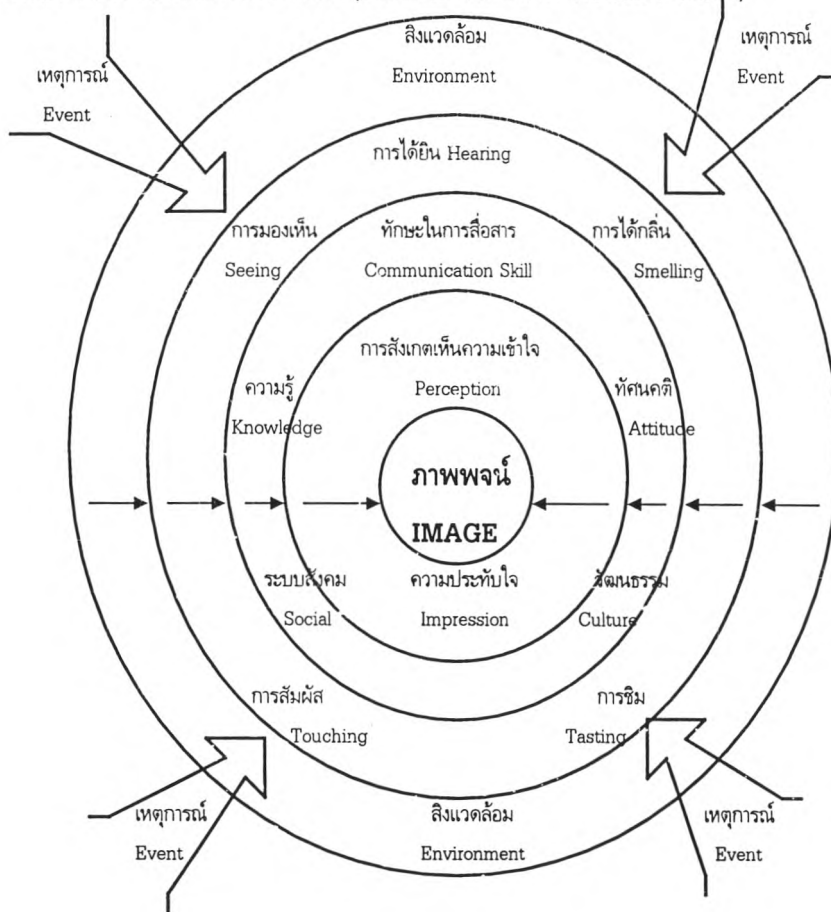 สิ่งแวดล้อม
Environment
เหตุการณ์
Event
เหตุการณ์
Event
การได้ยิน Hearing
การมองเห็น
Seeing
ทักษะในการสื่อสาร
Communication Skill
การได้กลิ่น
Smelling
การสังเกตเห็นความเข้าใจ
Perception
ความรู้
Knowledge
ทัศนคติ
Attitude
ภาพพจน์
IMAGE
ระบบสังคม
Social
ความประทับใจ
Impression
วัฒนธรรม
Culture
การสัมผัส
Touching
การชิม
Tasting
เหตุการณ์
Event
สิ่งแวดล้อม
Environment
เหตุการณ์
Event